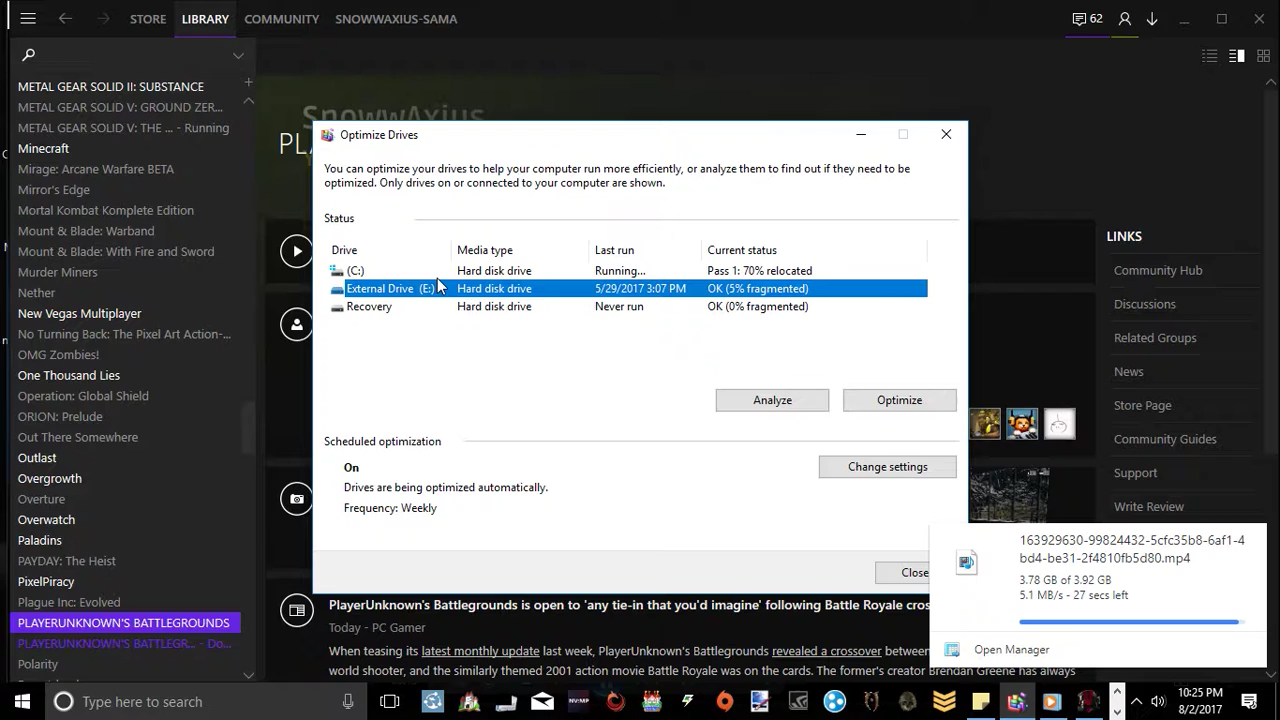 STORE LIBRARY COMMUNITY SNOWWAXIUS-SAMA 62
METAL GEAR SOLID II: SUBSTANCE
METAL GEAR SOLID V: GROUND ZER...
METAL GEAR SOLID V: THE ... - Running
Minecraft
Mirage: Arcane Warfare BETA
Mirror's Edge
Mortal Kombat Komplete Edition
Mount & Blade: Warband
Mount & Blade: With Fire and Sword
Murder Miners
Nether
Nexuiz
No More Room in Hell
No Turning Back: The Pixel Art Action-...
OMG Zombies!
One Thousand Lies
Operation: Global Shield
ORION: Prelude
Out There Somewhere
Outlast
Overgrowth
Overture
Overwatch
Paladins
PAYDAY: The Heist
PixelPiracy
Plague Inc: Evolved
PLAYERUNKNOWN'S BATTLEGROUNDS
PLAYERUNKNOWN'S BATTLEGR... - Do...
Polarity
SnowwAxius
PL
Optimize Drives
You can optimize your drives to help your computer run more efficiently, or analyze them to find out if they need to be
optimized. Only drives on or connected to your computer are shown.
Status
Drive Media type Last run Current status
(C:) Hard disk drive Running... Pass 1: 70% relocated
External Drive (E:) Hard disk drive 5/29/2017 3:07 PM OK (5% fragmented)
Recovery Hard disk drive Never run OK (0% fragmented)
Analyze Optimize
Scheduled optimization
On
Change settings
Drives are being optimized automatically.
Frequency: Weekly
Close
LINKS
Community Hub
Discussions
Related Groups
News
Store Page
Community Guides
Support
Write Review
163929630-99824432-5cfc35b8-6af1-4
bd4-be31-2f4810fb5d80.mp4
3.78 GB of 3.92 GB
5.1 MB/s - 27 secs left
Open Manager
PlayerUnknown's Battlegrounds is open to 'any tie-in that you'd imagine' following Battle Royale cros
Today - PC Gamer
When teasing its latest monthly update last week, PlayerUnknown's Battlegrounds revealed a crossover between
world shooter, and the similarly themed 2001 action movie Battle Royale was on the cards. The former's creator Brendan Greene has always
Type here to search
NV:MP
10:25 PM
8/2/2017